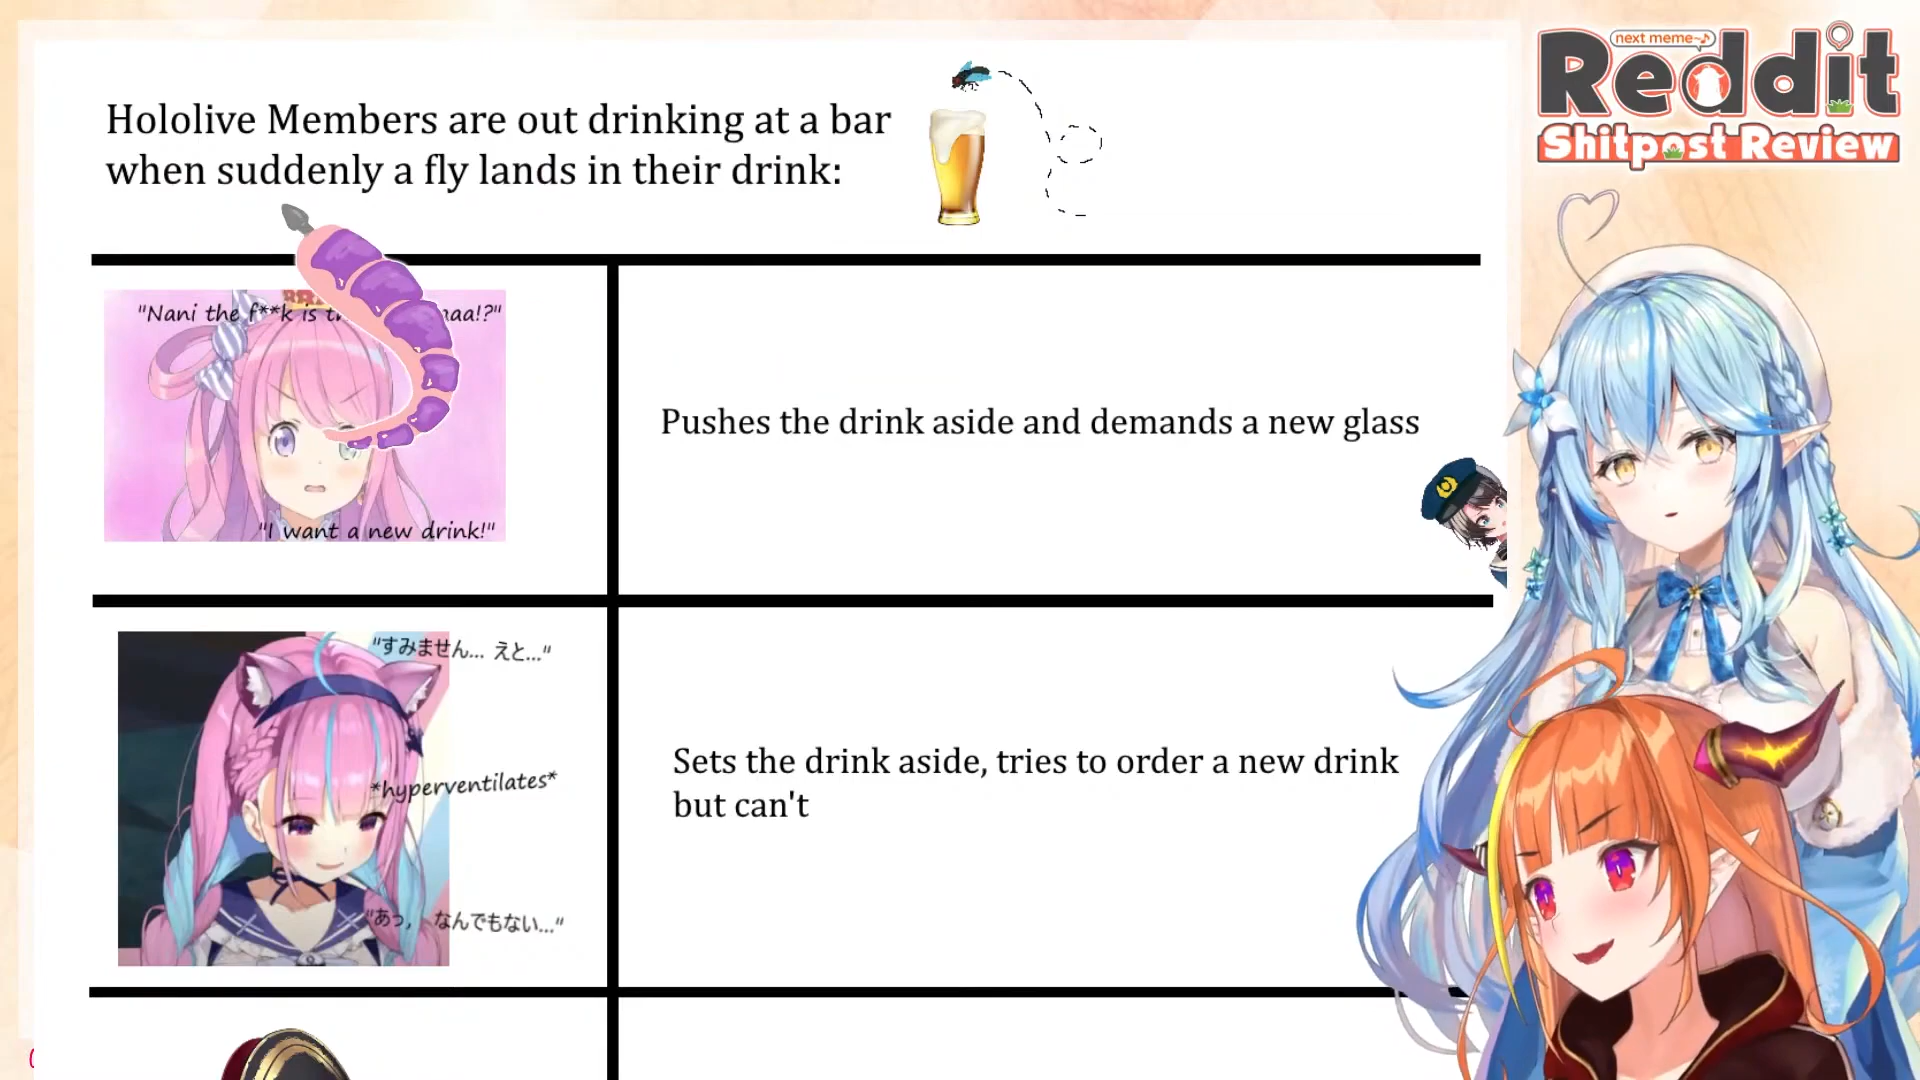 next meme~♪
Reddit
Shitpost Review
Hololive Members are out drinking at a bar
when suddenly a fly lands in their drink:
"Nani the f**k is naa!?"
"I want a new drink!"
Pushes the drink aside and demands a new glass
"すみません... えと..."
*hyperventilates*
"あっ, なんでもない..."
Sets the drink aside, tries to order a new drink
but can't